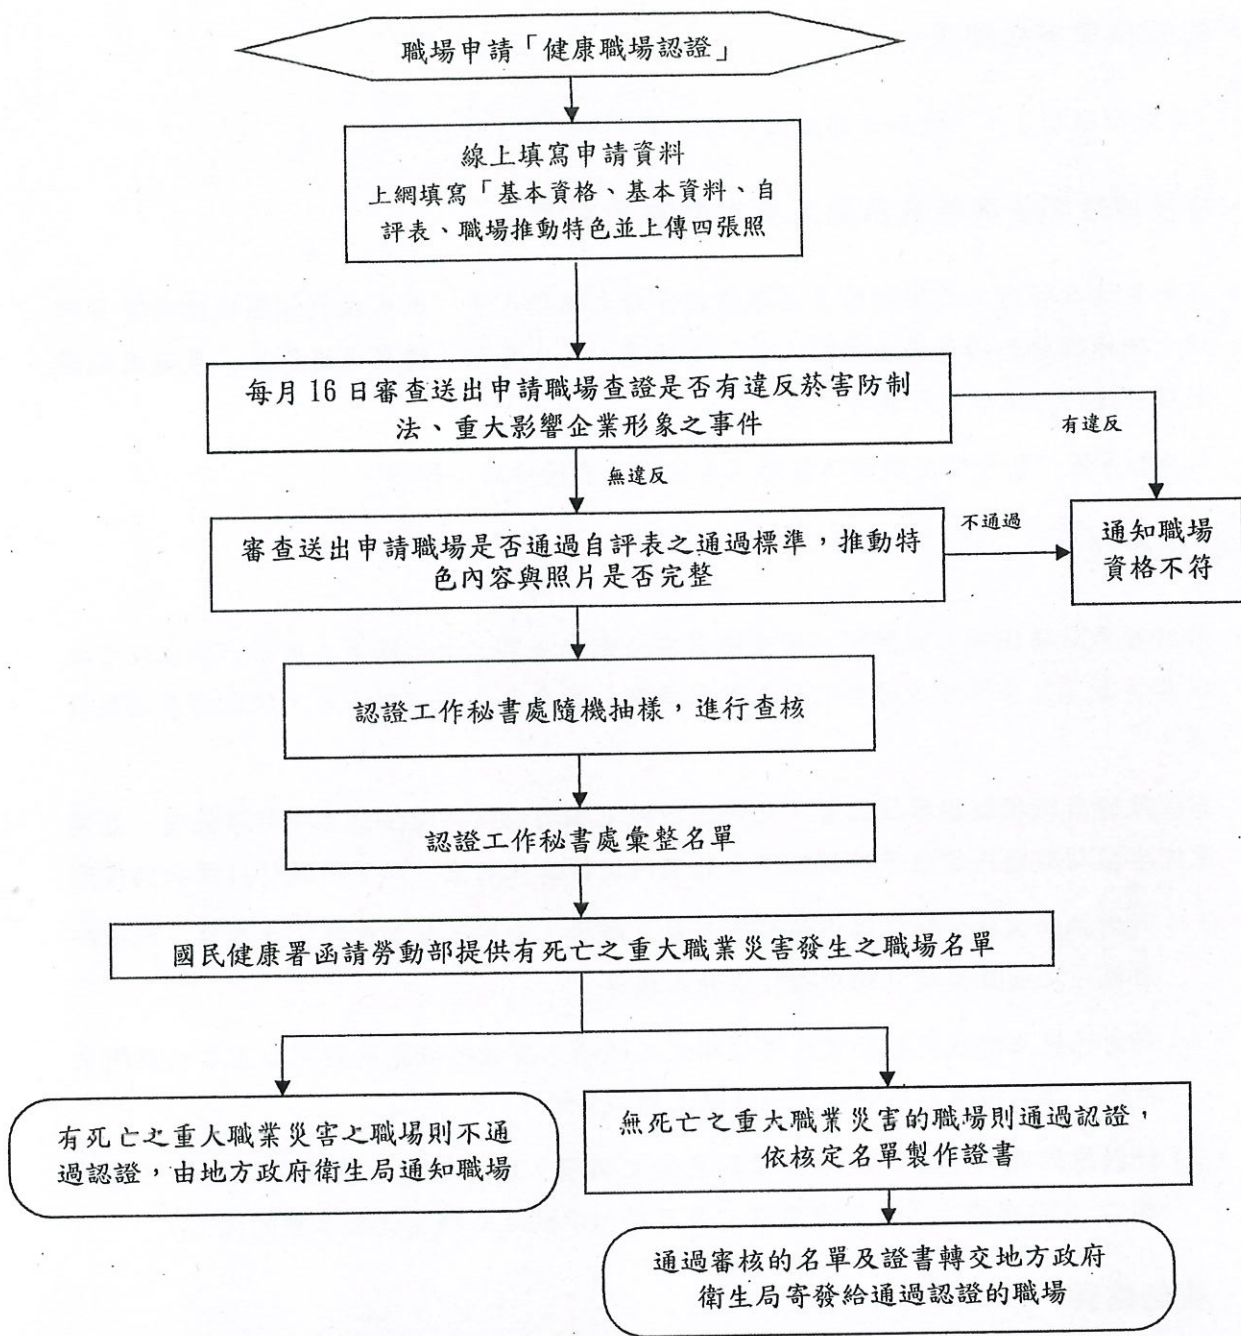 職場申請「健康職場認證」
線上填寫申請資料
上網填寫「基本資格、基本資料、自
評表、職場推動特色並上傳四張照
每月 16 日審查送出申請職場查證是否有違反菸害防制
法、重大影響企業形象之事件
有違反
無違反
審查送出申請職場是否通過自評表之通過標準,推動特
色內容與照片是否完整
不通過
通知職場
資格不符
認證工作秘書處隨機抽樣,進行查核
認證工作秘書處彙整名單
國民健康署函請勞動部提供有死亡之重大職業災害發生之職場名單
有死亡之重大職業災害之職場則不通
過認證,由地方政府衛生局通知職場
無死亡之重大職業災害的職場則通過認證,
依核定名單製作證書
通過審核的名單及證書轉交地方政府
衛生局寄發給通過認證的職場